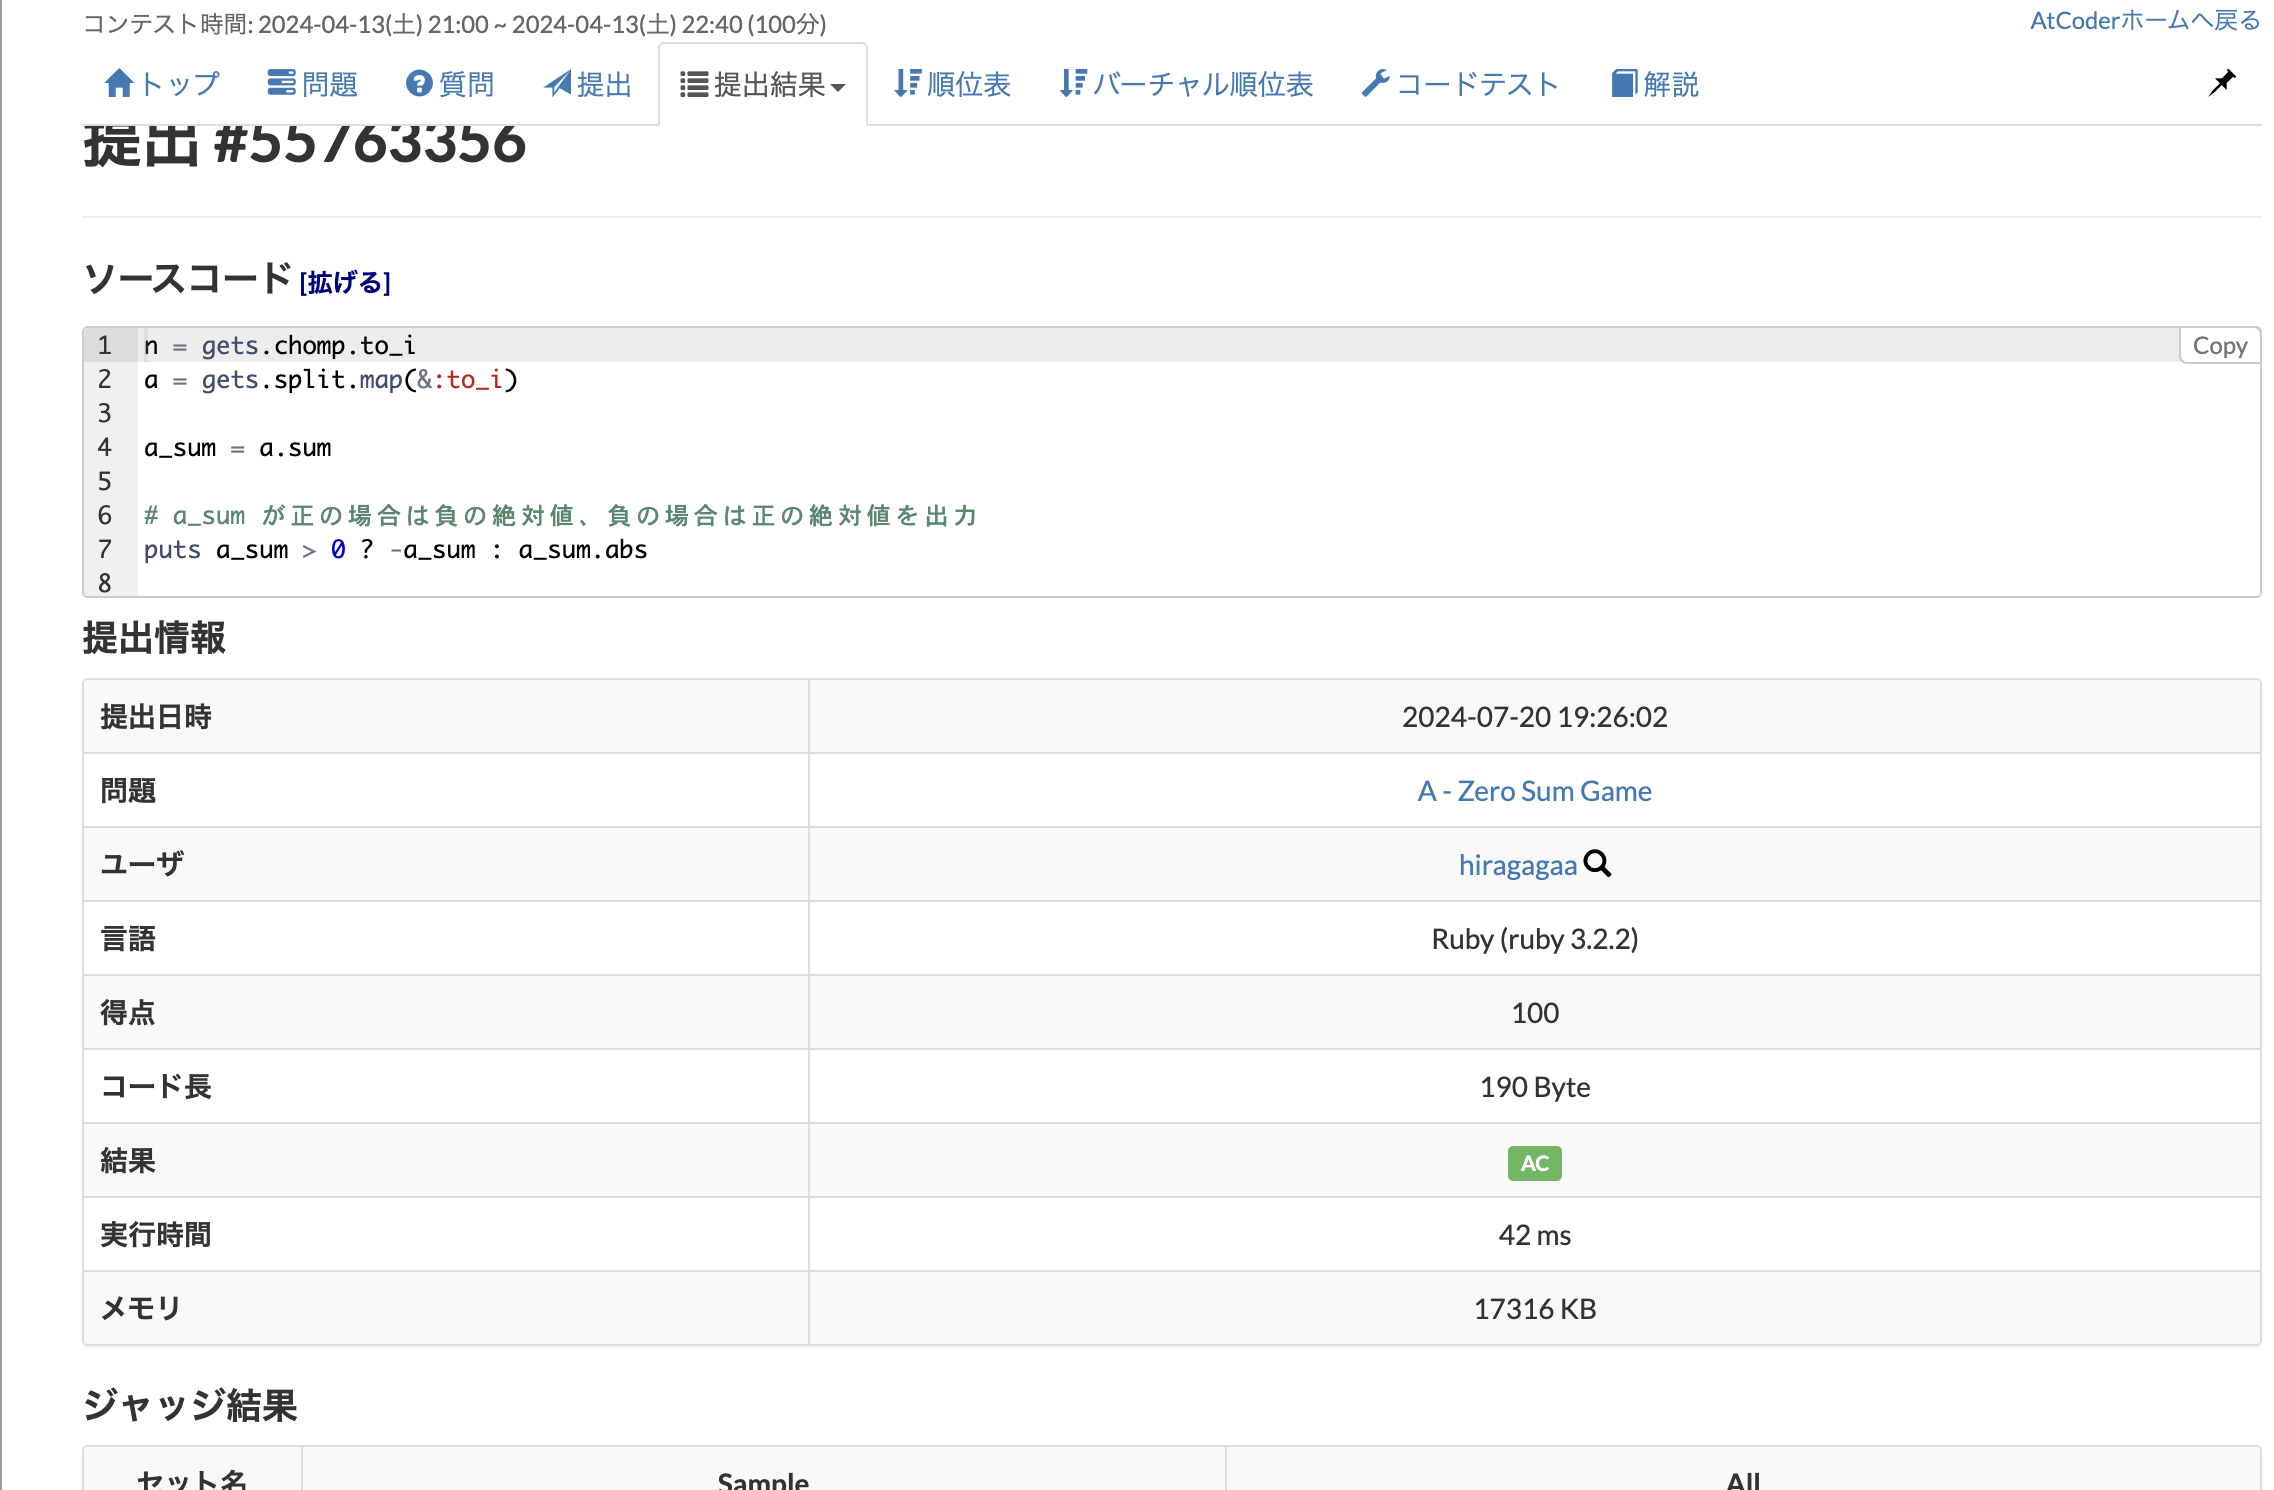 コンテスト時間: 2024-04-13(土) 21:00 ~ 2024-04-13(土) 22:40 (100分)
AtCoderホームへ戻る
トップ 問題 質問 提出 提出結果 順位表 バーチャル順位表 コードテスト 解説
提出 #55763356
ソースコード [拡げる]
Copy
1 n = gets.chomp.to_i
2 a = gets.split.map(&:to_i)
3
4 a_sum = a.sum
5
6 # a_sum が正の場合は負の絶対値、負の場合は正の絶対値を出力
7 puts a_sum > 0 ? -a_sum : a_sum.abs
8
提出情報
提出日時 2024-07-20 19:26:02
問題 A - Zero Sum Game
ユーザ hiragagaa
言語 Ruby (ruby 3.2.2)
得点 100
コード長 190 Byte
結果 AC
実行時間 42 ms
メモリ 17316 KB
ジャッジ結果
セット名 Sample All